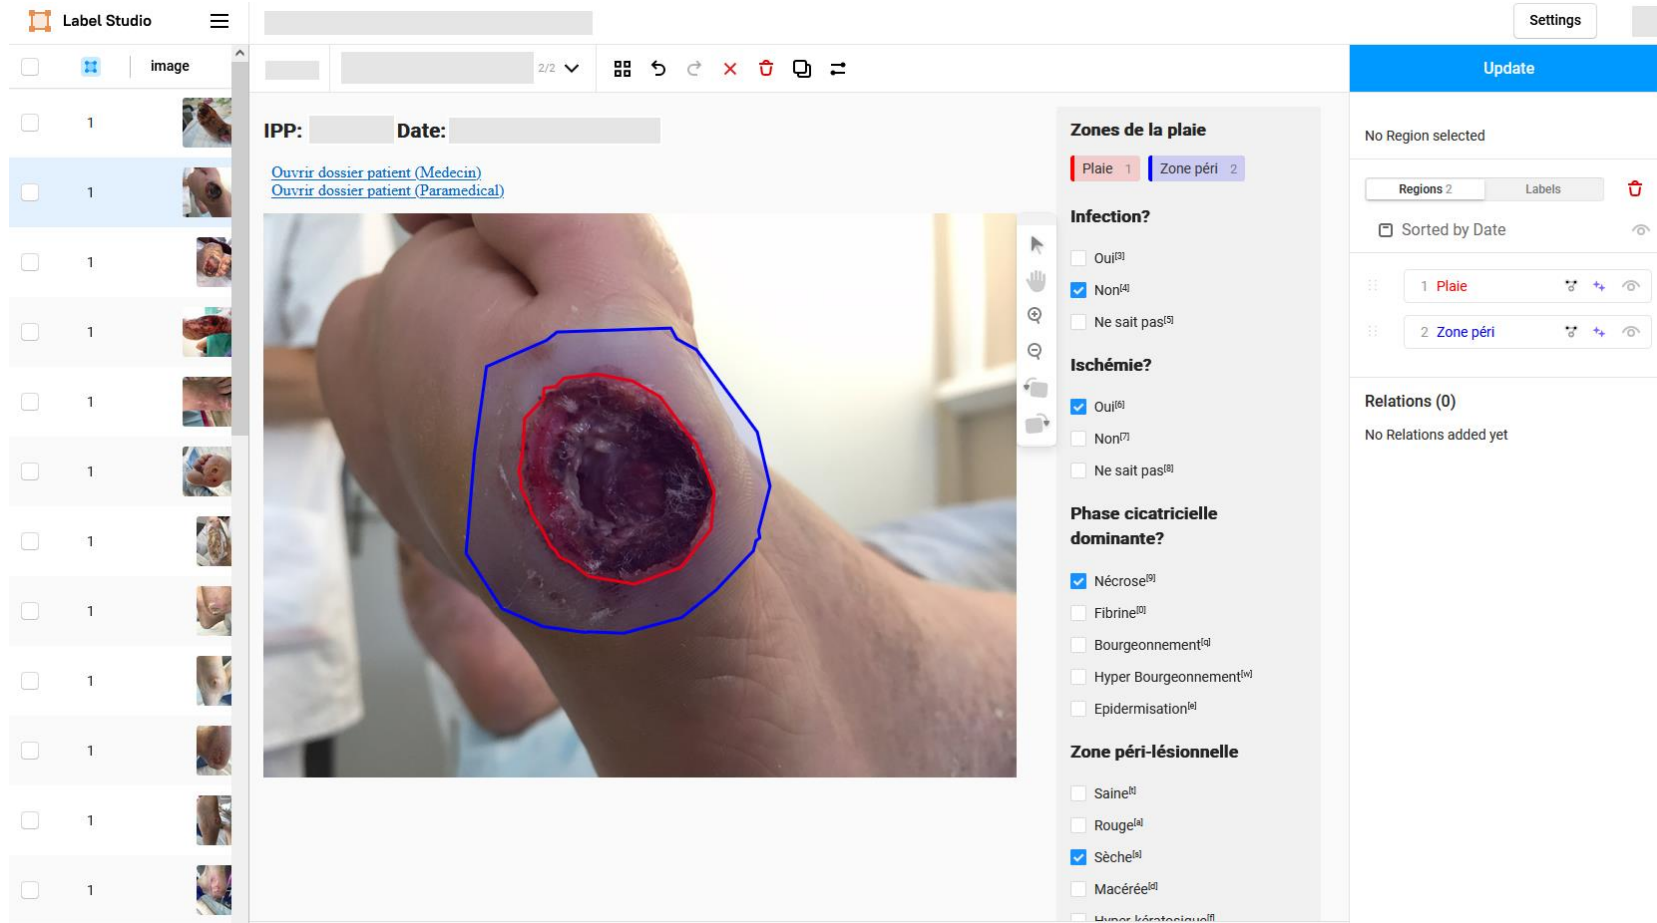 Label Studio
Settings
image
2/2
Update
1
1
1
1
1
1
1
1
1
1
1
1
IPP:
Date:
Ouvrir dossier patient (Medecin)
Ouvrir dossier patient (Paramedical)
Zones de la plaie
Plaie 1
Zone péri 2
Infection?
Oui[3]
Non[4]
Ne sait pas[5]
Ischémie?
Oui[6]
Non[7]
Ne sait pas[8]
Phase cicatricielle
dominante?
Nécrose[9]
Fibrine[0]
Bourgeonnement[q]
Hyper Bourgeonnement[w]
Epidermisation[e]
Zone péri-lésionnelle
Saine[t]
Rouge[a]
Sèche[s]
Macérée[d]
Hyper-kératosique[f]
No Region selected
Regions 2
Labels
Sorted by Date
1 Plaie
2 Zone péri
Relations (0)
No Relations added yet